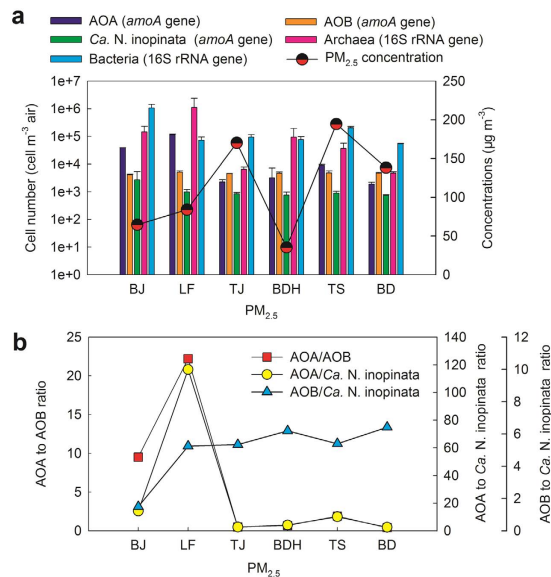 a
AOA (amoA gene)
AOB (amoA gene)
Ca. N. inopinata (amoA gene)
Archaea (16S rRNA gene)
Bacteria (16S rRNA gene)
PM2.5 concentration
Cell number (cell m-3 air)
1e+7
1e+6
1e+5
1e+4
1e+3
1e+2
1e+1
1e+0
250
200
150
100
50
0
Concentrations (µg m-3)
BJ LF TJ BDH TS BD
PM2.5
b
AOA/AOB
AOA/Ca. N. inopinata
AOB/Ca. N. inopinata
AOA to AOB ratio
25
20
15
10
5
0
140
120
100
80
60
40
20
0
AOA to Ca. N. inopinata ratio
12
10
8
6
4
2
0
AOB to Ca. N. inopinata ratio
BJ LF TJ BDH TS BD
PM2.5